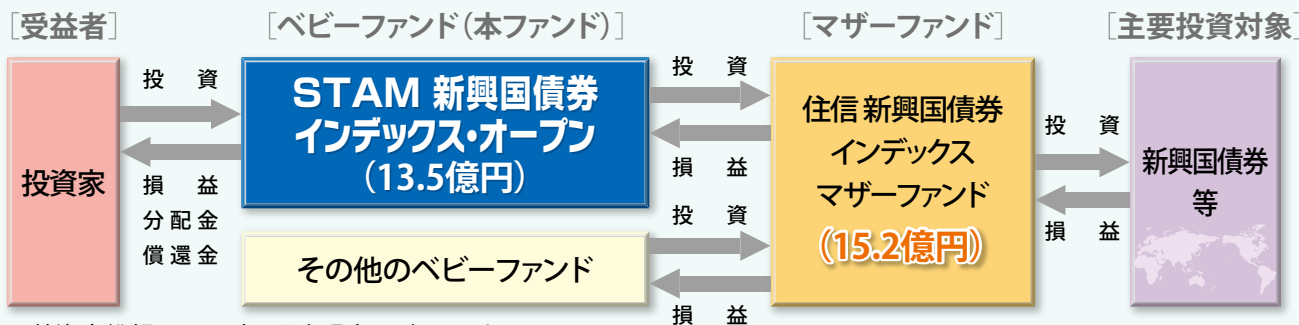 [受益者]
[ベビーファンド(本ファンド)]
[マザーファンド]
[主要投資対象]
投資家
投 資
損 益
分配金
償還金
STAM 新興国債券
インデックス・オープン
(13.5億円)
その他のベビーファンド
投 資
損 益
投 資
損 益
住信 新興国債券
インデックス
マザーファンド
(15.2億円)
投 資
損 益
新興国債券
等